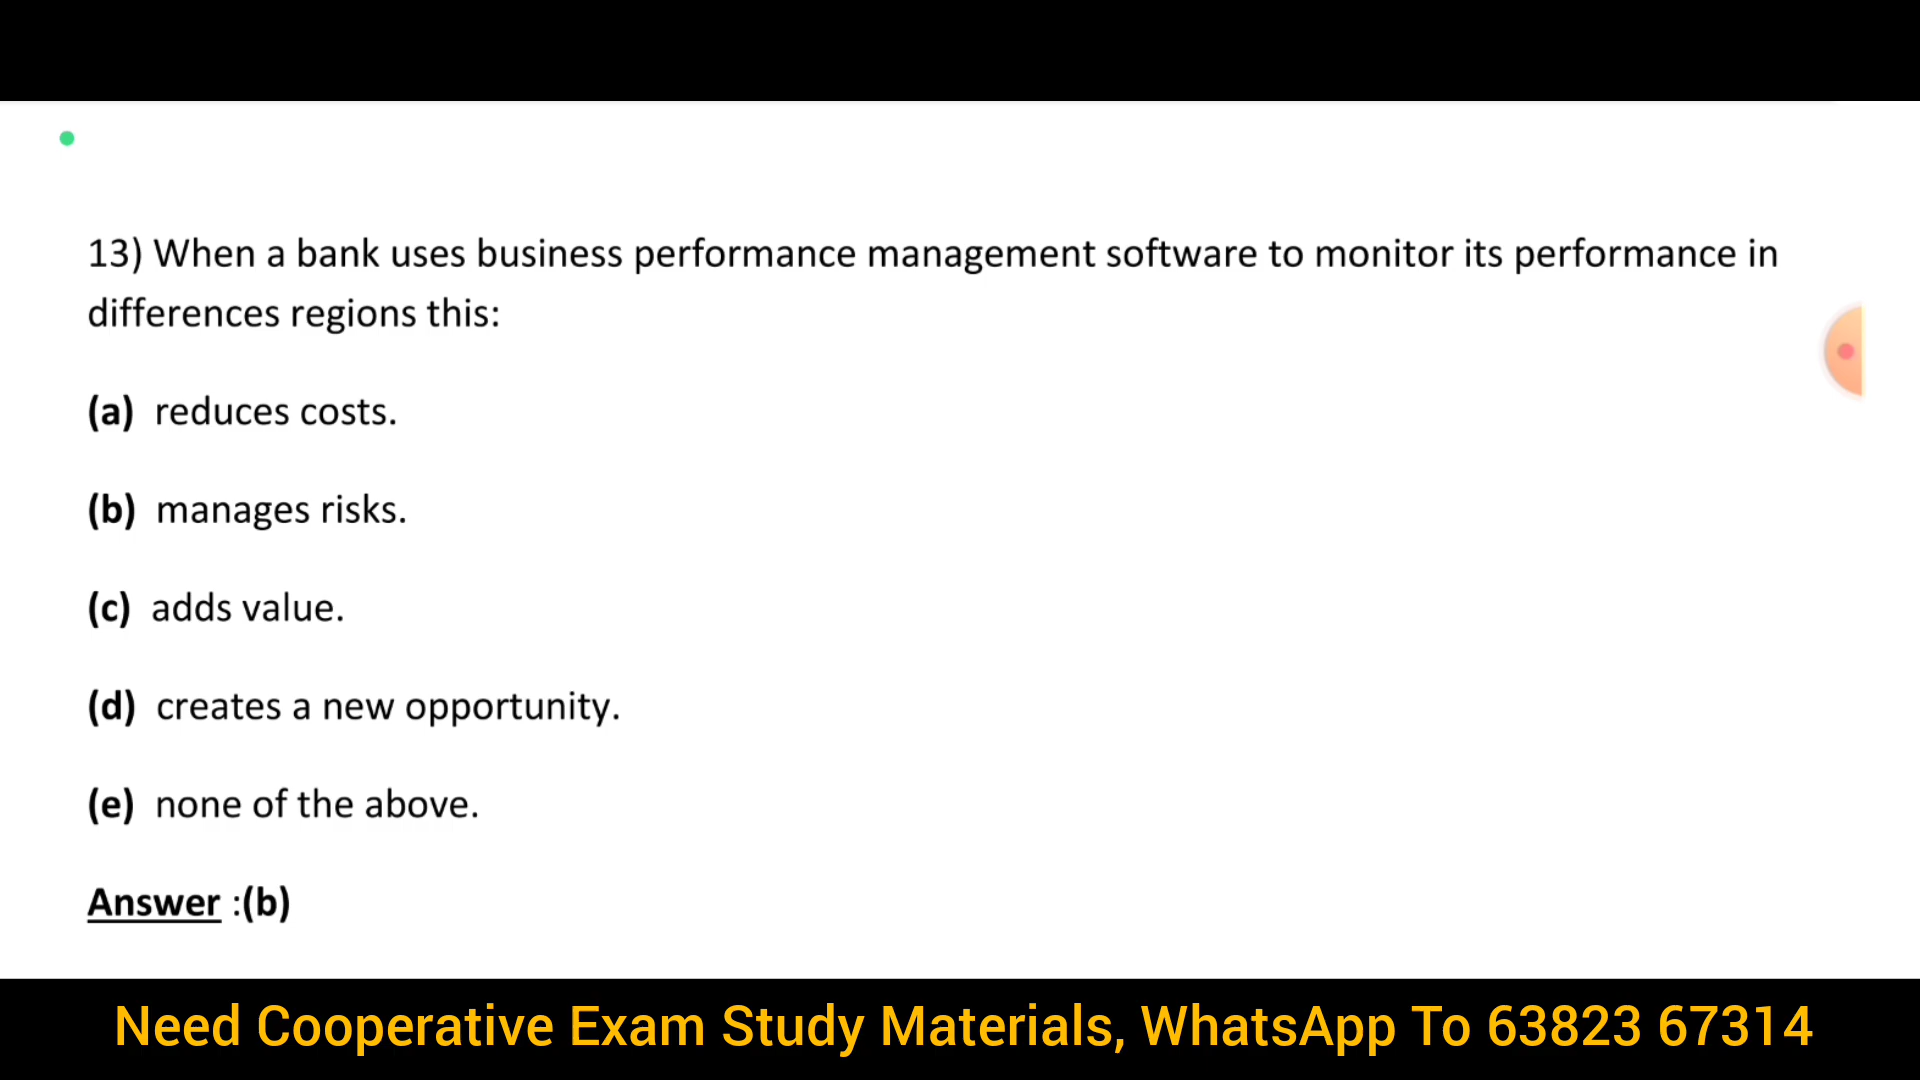 13) When a bank uses business performance management software to monitor its performance in
differences regions this:
(a) reduces costs.
(b) manages risks.
(c) adds value.
(d) creates a new opportunity.
(e) none of the above.
Answer :(b)
Need Cooperative Exam Study Materials, WhatsApp To 63823 67314